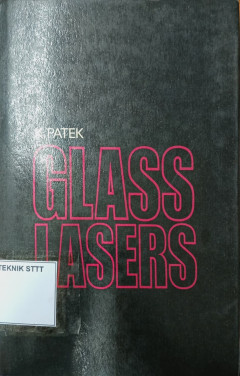 K. PATEK
GLASS
LASERS
TEKNIK STTT